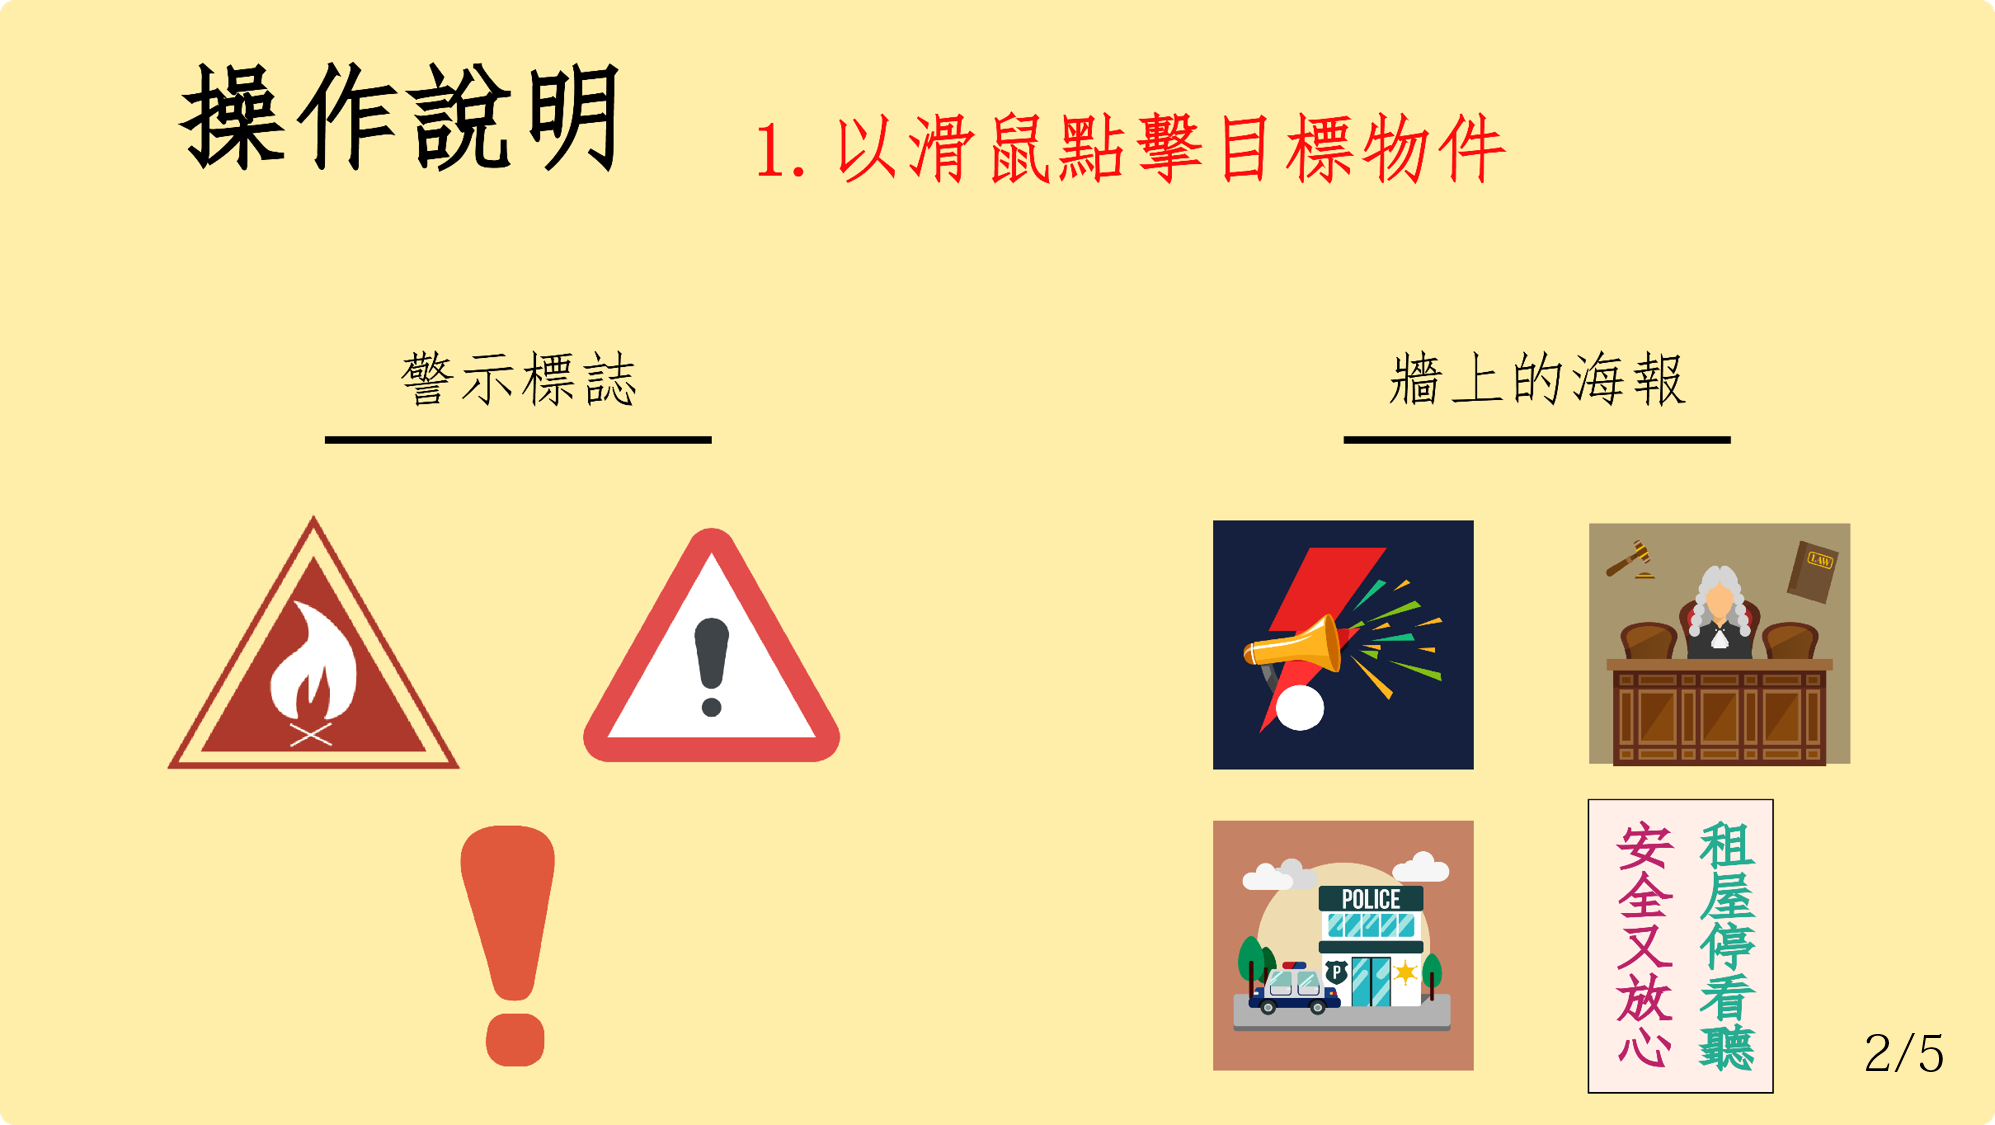 操作說明
1. 以滑鼠點擊目標物件
警示標誌
牆上的海報
LAW
POLICE
P
租屋停看聽
安全又放心
2/5